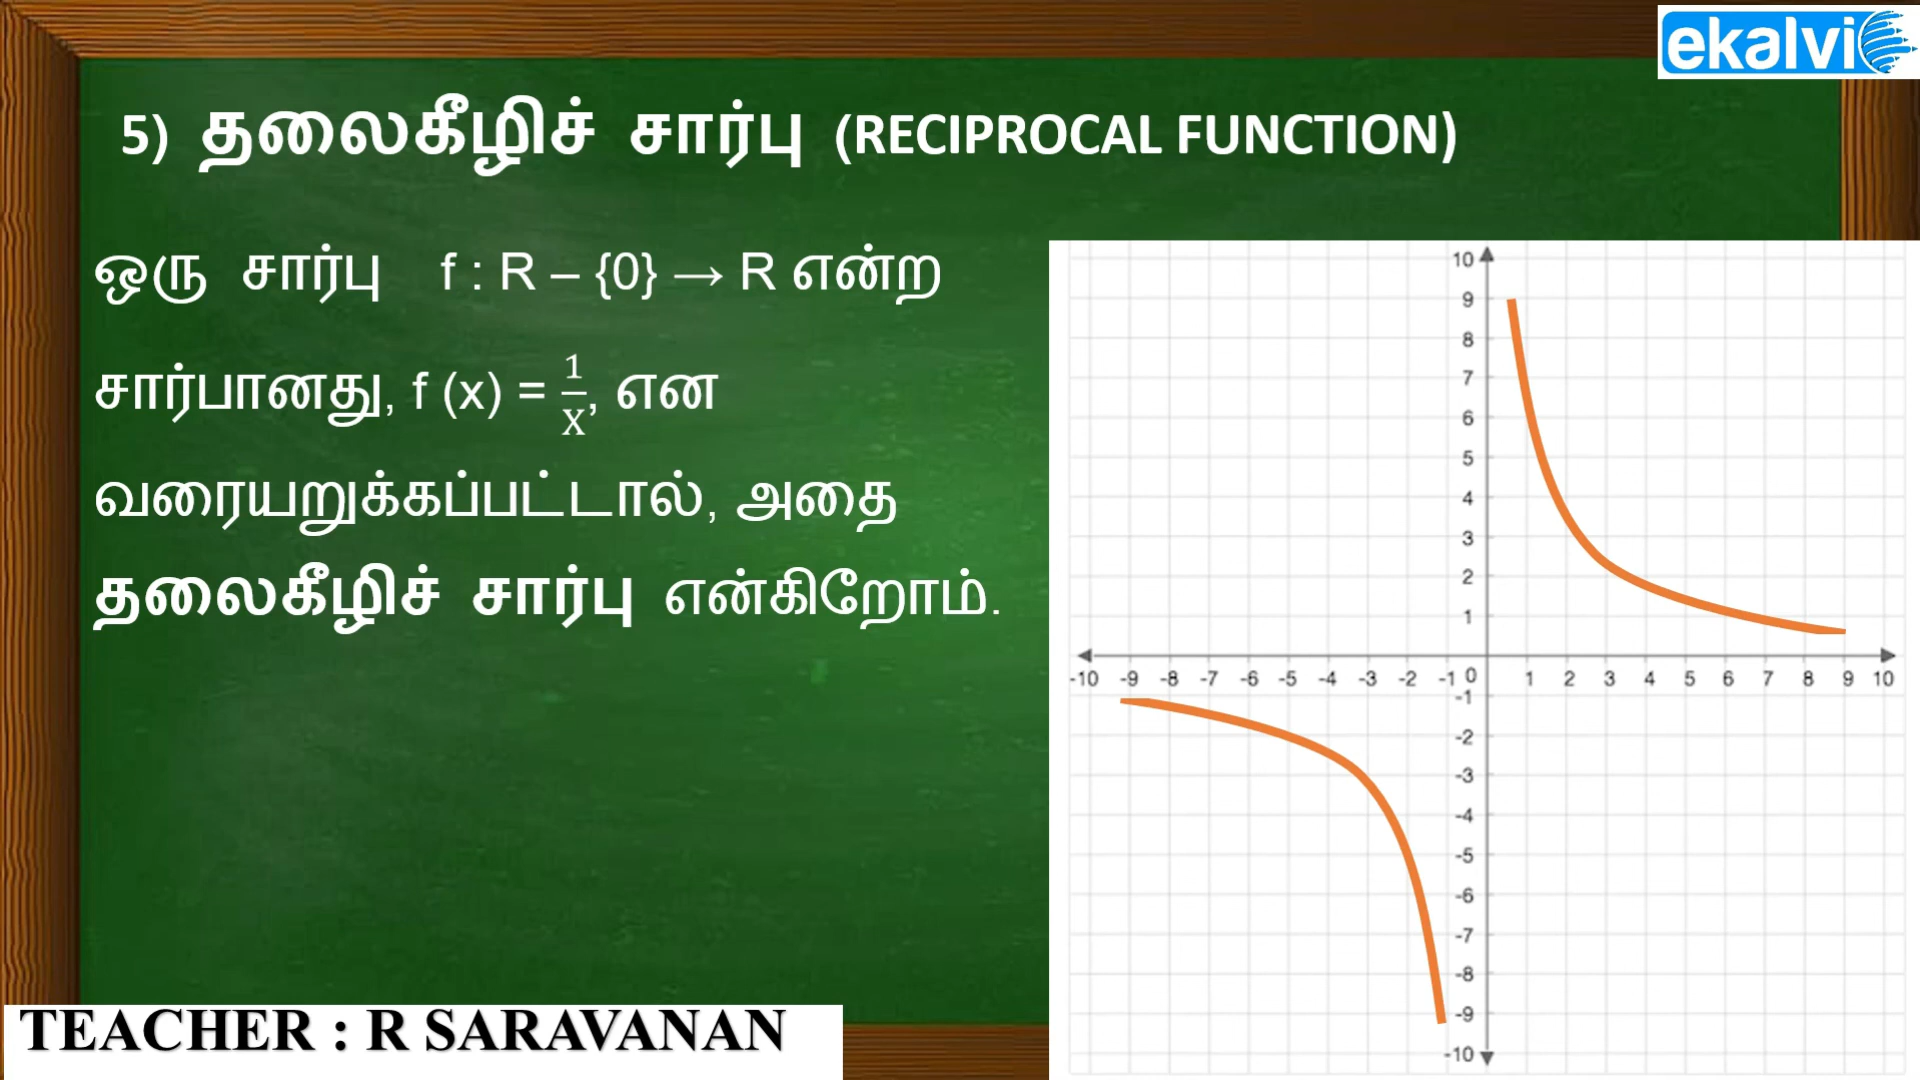 ekalvi
5) தலைகீழிச் சார்பு (RECIPROCAL FUNCTION)
ஒரு சார்பு f : R – {0} → R என்ற
சார்பானது, f (x) = 1/x, என
வரையறுக்கப்பட்டால், அதை
தலைகீழிச் சார்பு என்கிறோம்.
10
9
8
7
6
5
4
3
2
1
-10 -9 -8 -7 -6 -5 -4 -3 -2 -1 0 1 2 3 4 5 6 7 8 9 10
-1
-2
-3
-4
-5
-6
-7
-8
-9
-10
TEACHER : R SARAVANAN